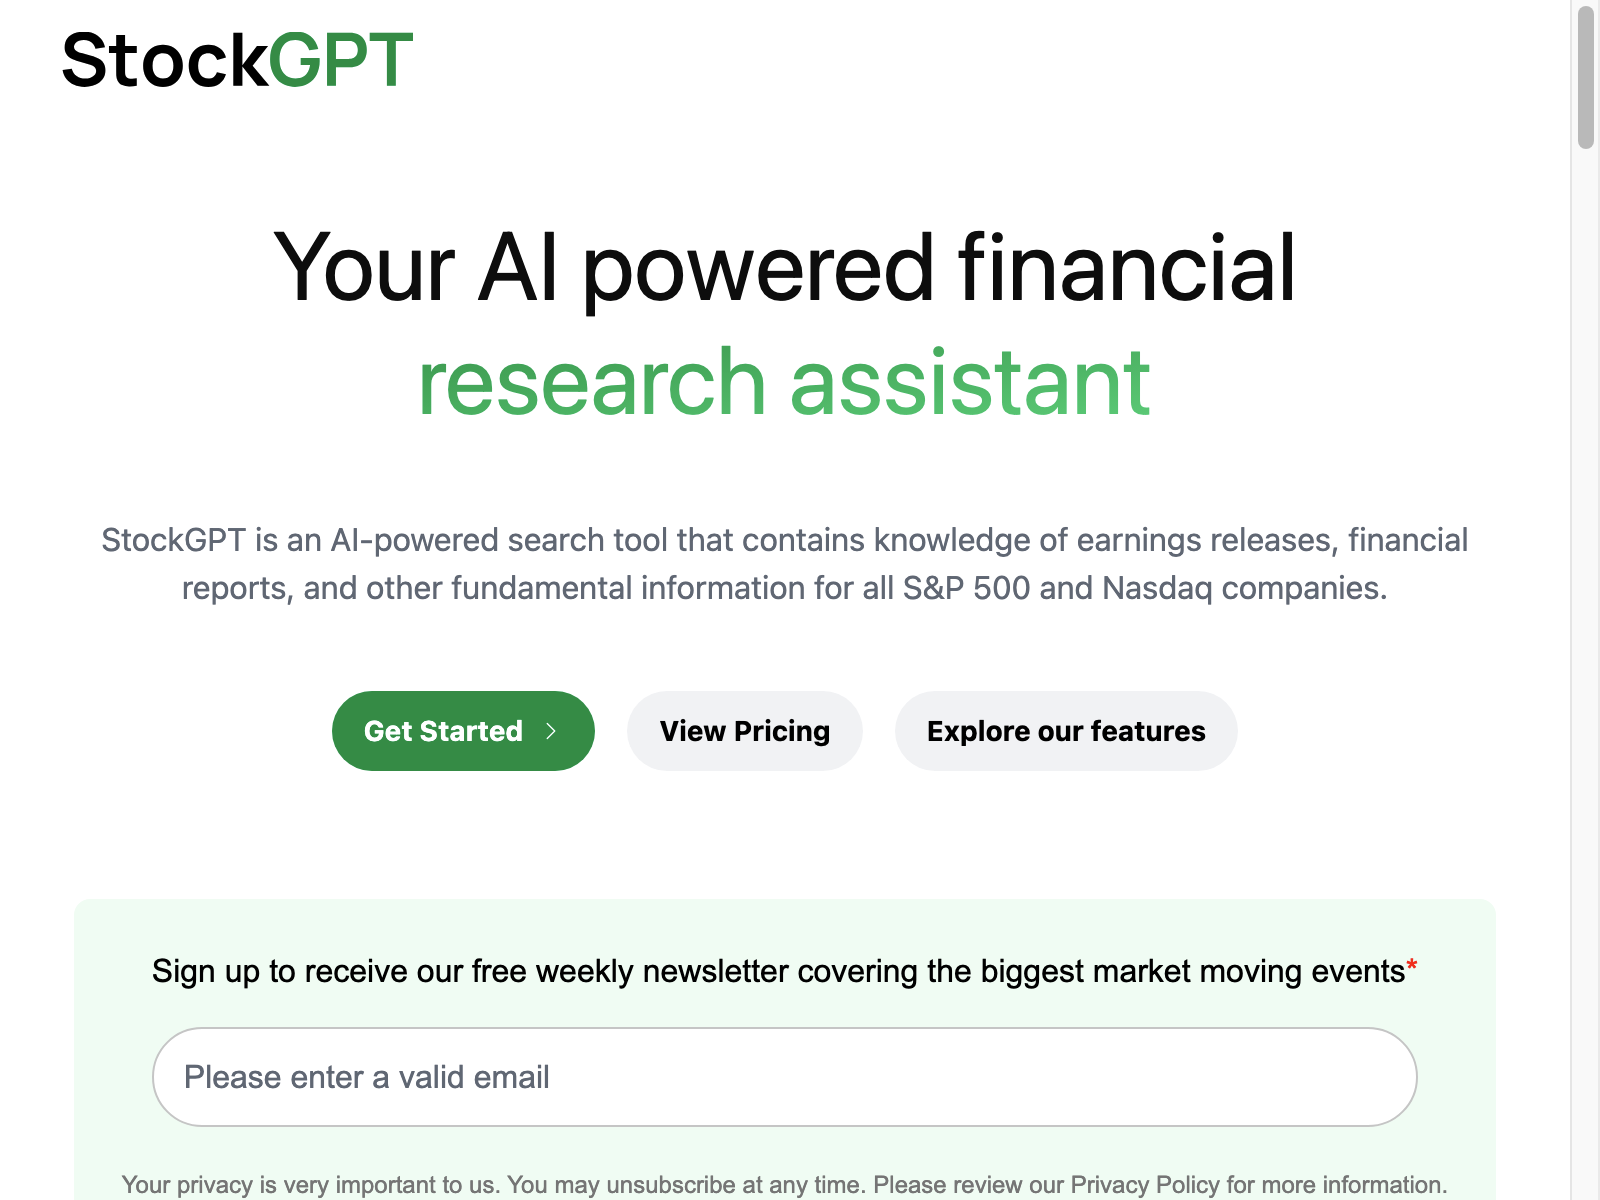 StockGPT
Your AI powered financial
research assistant
StockGPT is an AI-powered search tool that contains knowledge of earnings releases, financial
reports, and other fundamental information for all S&P 500 and Nasdaq companies.
Get Started
View Pricing
Explore our features
Sign up to receive our free weekly newsletter covering the biggest market moving events*
Please enter a valid email
Your privacy is very important to us. You may unsubscribe at any time. Please review our Privacy Policy for more information.